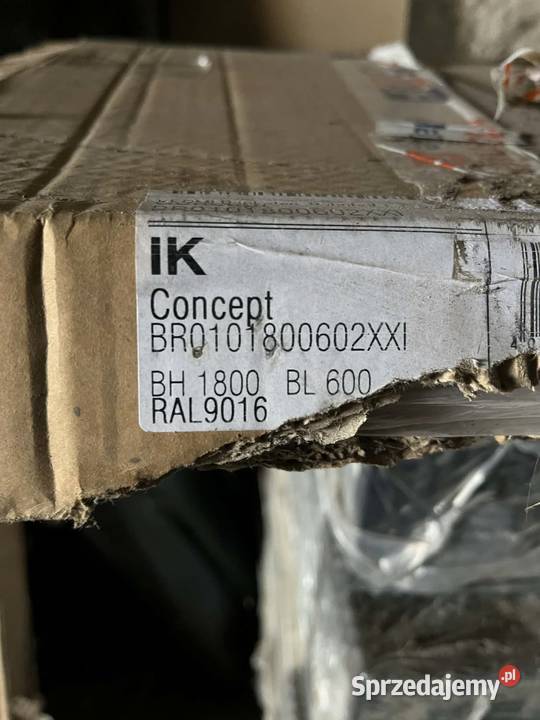 IK
Concept
BR0101800602XXI
BH 1800 BL 600
RAL9016
Sprzedajemy.pl